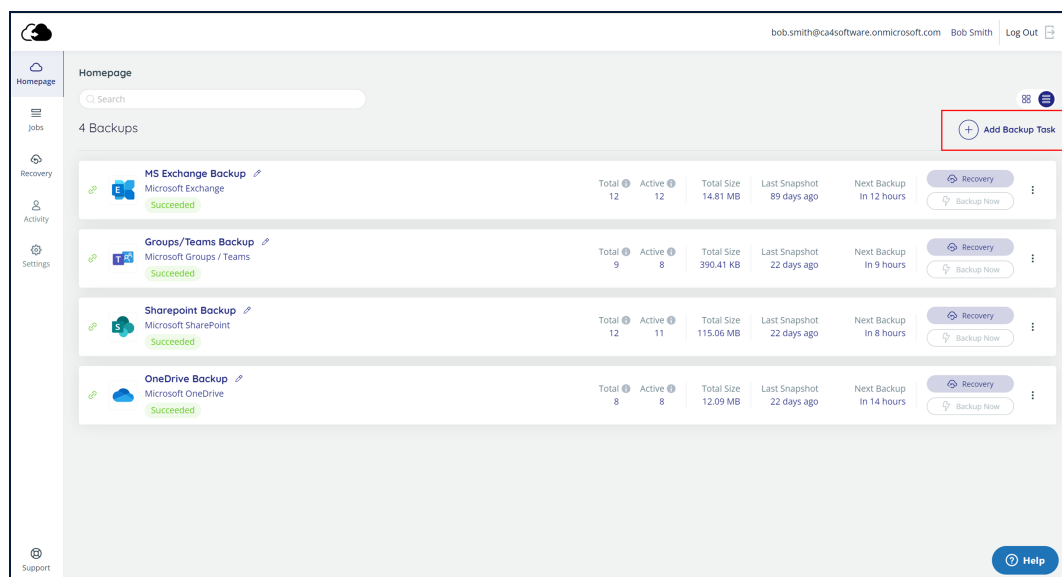 bob.smith@ca4software.onmicrosoft.com Bob Smith Log Out
Homepage
Jobs
Recovery
Activity
Settings
Support
Homepage
Search
4 Backups
Add Backup Task
MS Exchange Backup
Microsoft Exchange
Succeeded
Total Active Total Size Last Snapshot Next Backup
12 12 14.81 MB 89 days ago In 12 hours
Recovery
Backup Now
Groups/Teams Backup
Microsoft Groups / Teams
Succeeded
Total Active Total Size Last Snapshot Next Backup
9 8 390.41 KB 22 days ago In 9 hours
Recovery
Backup Now
Sharepoint Backup
Microsoft SharePoint
Succeeded
Total Active Total Size Last Snapshot Next Backup
12 11 115.06 MB 22 days ago In 8 hours
Recovery
Backup Now
OneDrive Backup
Microsoft OneDrive
Succeeded
Total Active Total Size Last Snapshot Next Backup
8 8 12.09 MB 22 days ago In 14 hours
Recovery
Backup Now
Help